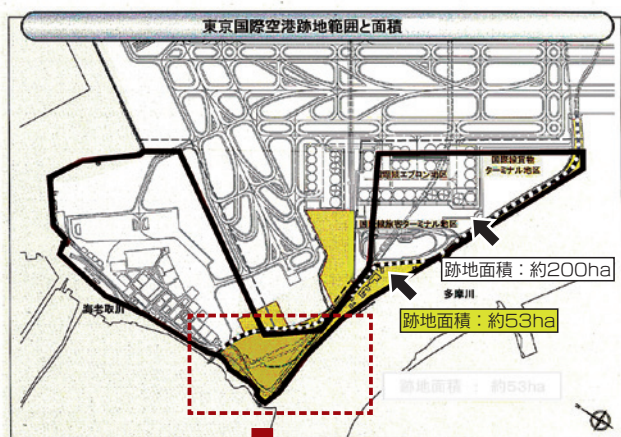 東京国際空港跡地範囲と面積
国際線貨物
ターミナル地区
国際線エプロン地区
国際線旅客ターミナル地区
跡地面積：約200ha
海老取川
多摩川
跡地面積：約53ha
跡地面積 ： 約53ha